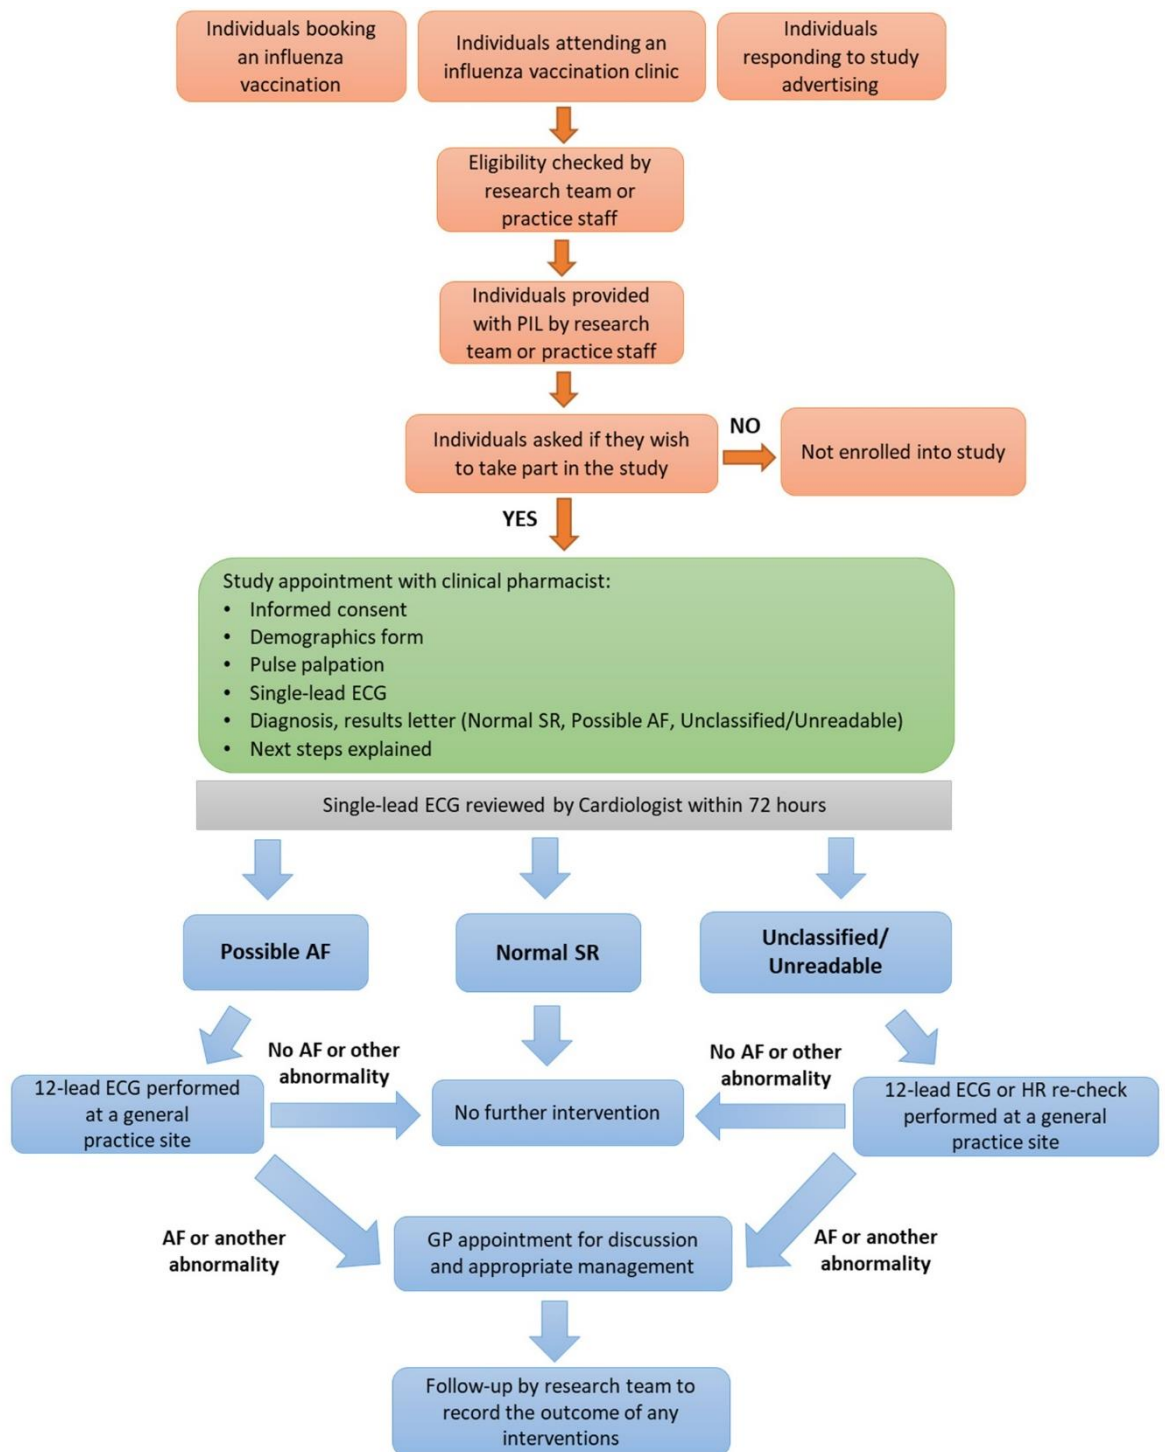 Individuals booking
an influenza
vaccination
Individuals attending an
influenza vaccination clinic
Individuals
responding to study
advertising
Eligibility checked by
research team or
practice staff
Individuals provided
with PIL by research
team or practice staff
Individuals asked if they wish
to take part in the study
NO
Not enrolled into study
YES
Study appointment with clinical pharmacist:
• Informed consent
• Demographics form
• Pulse palpation
• Single-lead ECG
• Diagnosis, results letter (Normal SR, Possible AF, Unclassified/Unreadable)
• Next steps explained
Single-lead ECG reviewed by Cardiologist within 72 hours
Possible AF
Normal SR
Unclassified/
Unreadable
No AF or other
abnormality
No AF or other
abnormality
12-lead ECG performed
at a general
practice site
No further intervention
12-lead ECG or HR re-check
performed at a general
practice site
AF or another
abnormality
GP appointment for discussion
and appropriate management
AF or another
abnormality
Follow-up by research team to
record the outcome of any
interventions